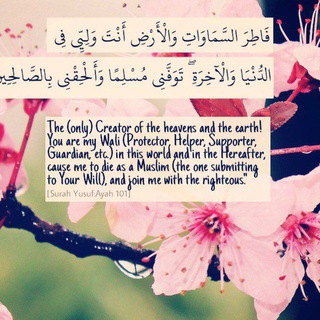 فَاطِرَ السَّمَاوَاتِ وَالْأَرْضِ أَنْتَ وَلِيِّي فِي
الدُّنْيَا وَالْآخِرَةِ ۖ تَوَفَّنِي مُسْلِمًا وَأَلْحِقْنِي بِالصَّالِحِينَ
The (only) Creator of the heavens and the earth!
You are my Wali (Protector, Helper, Supporter,
Guardian, etc.) in this world and in the Hereafter,
cause me to die as a Muslim (the one submitting
to Your Will), and join me with the righteous."
[Surah Yusuf:Ayah 101]